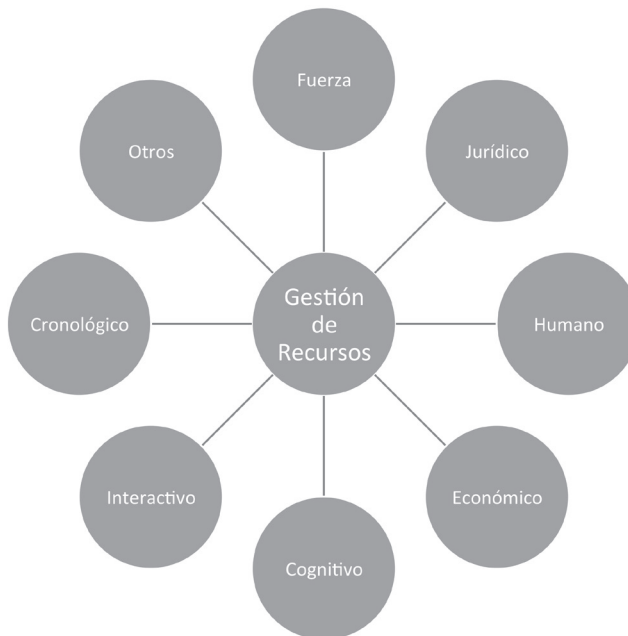 Fuerza
Otros
Jurídico
Cronológico
Gestión
de
Recursos
Humano
Interactivo
Económico
Cognitivo